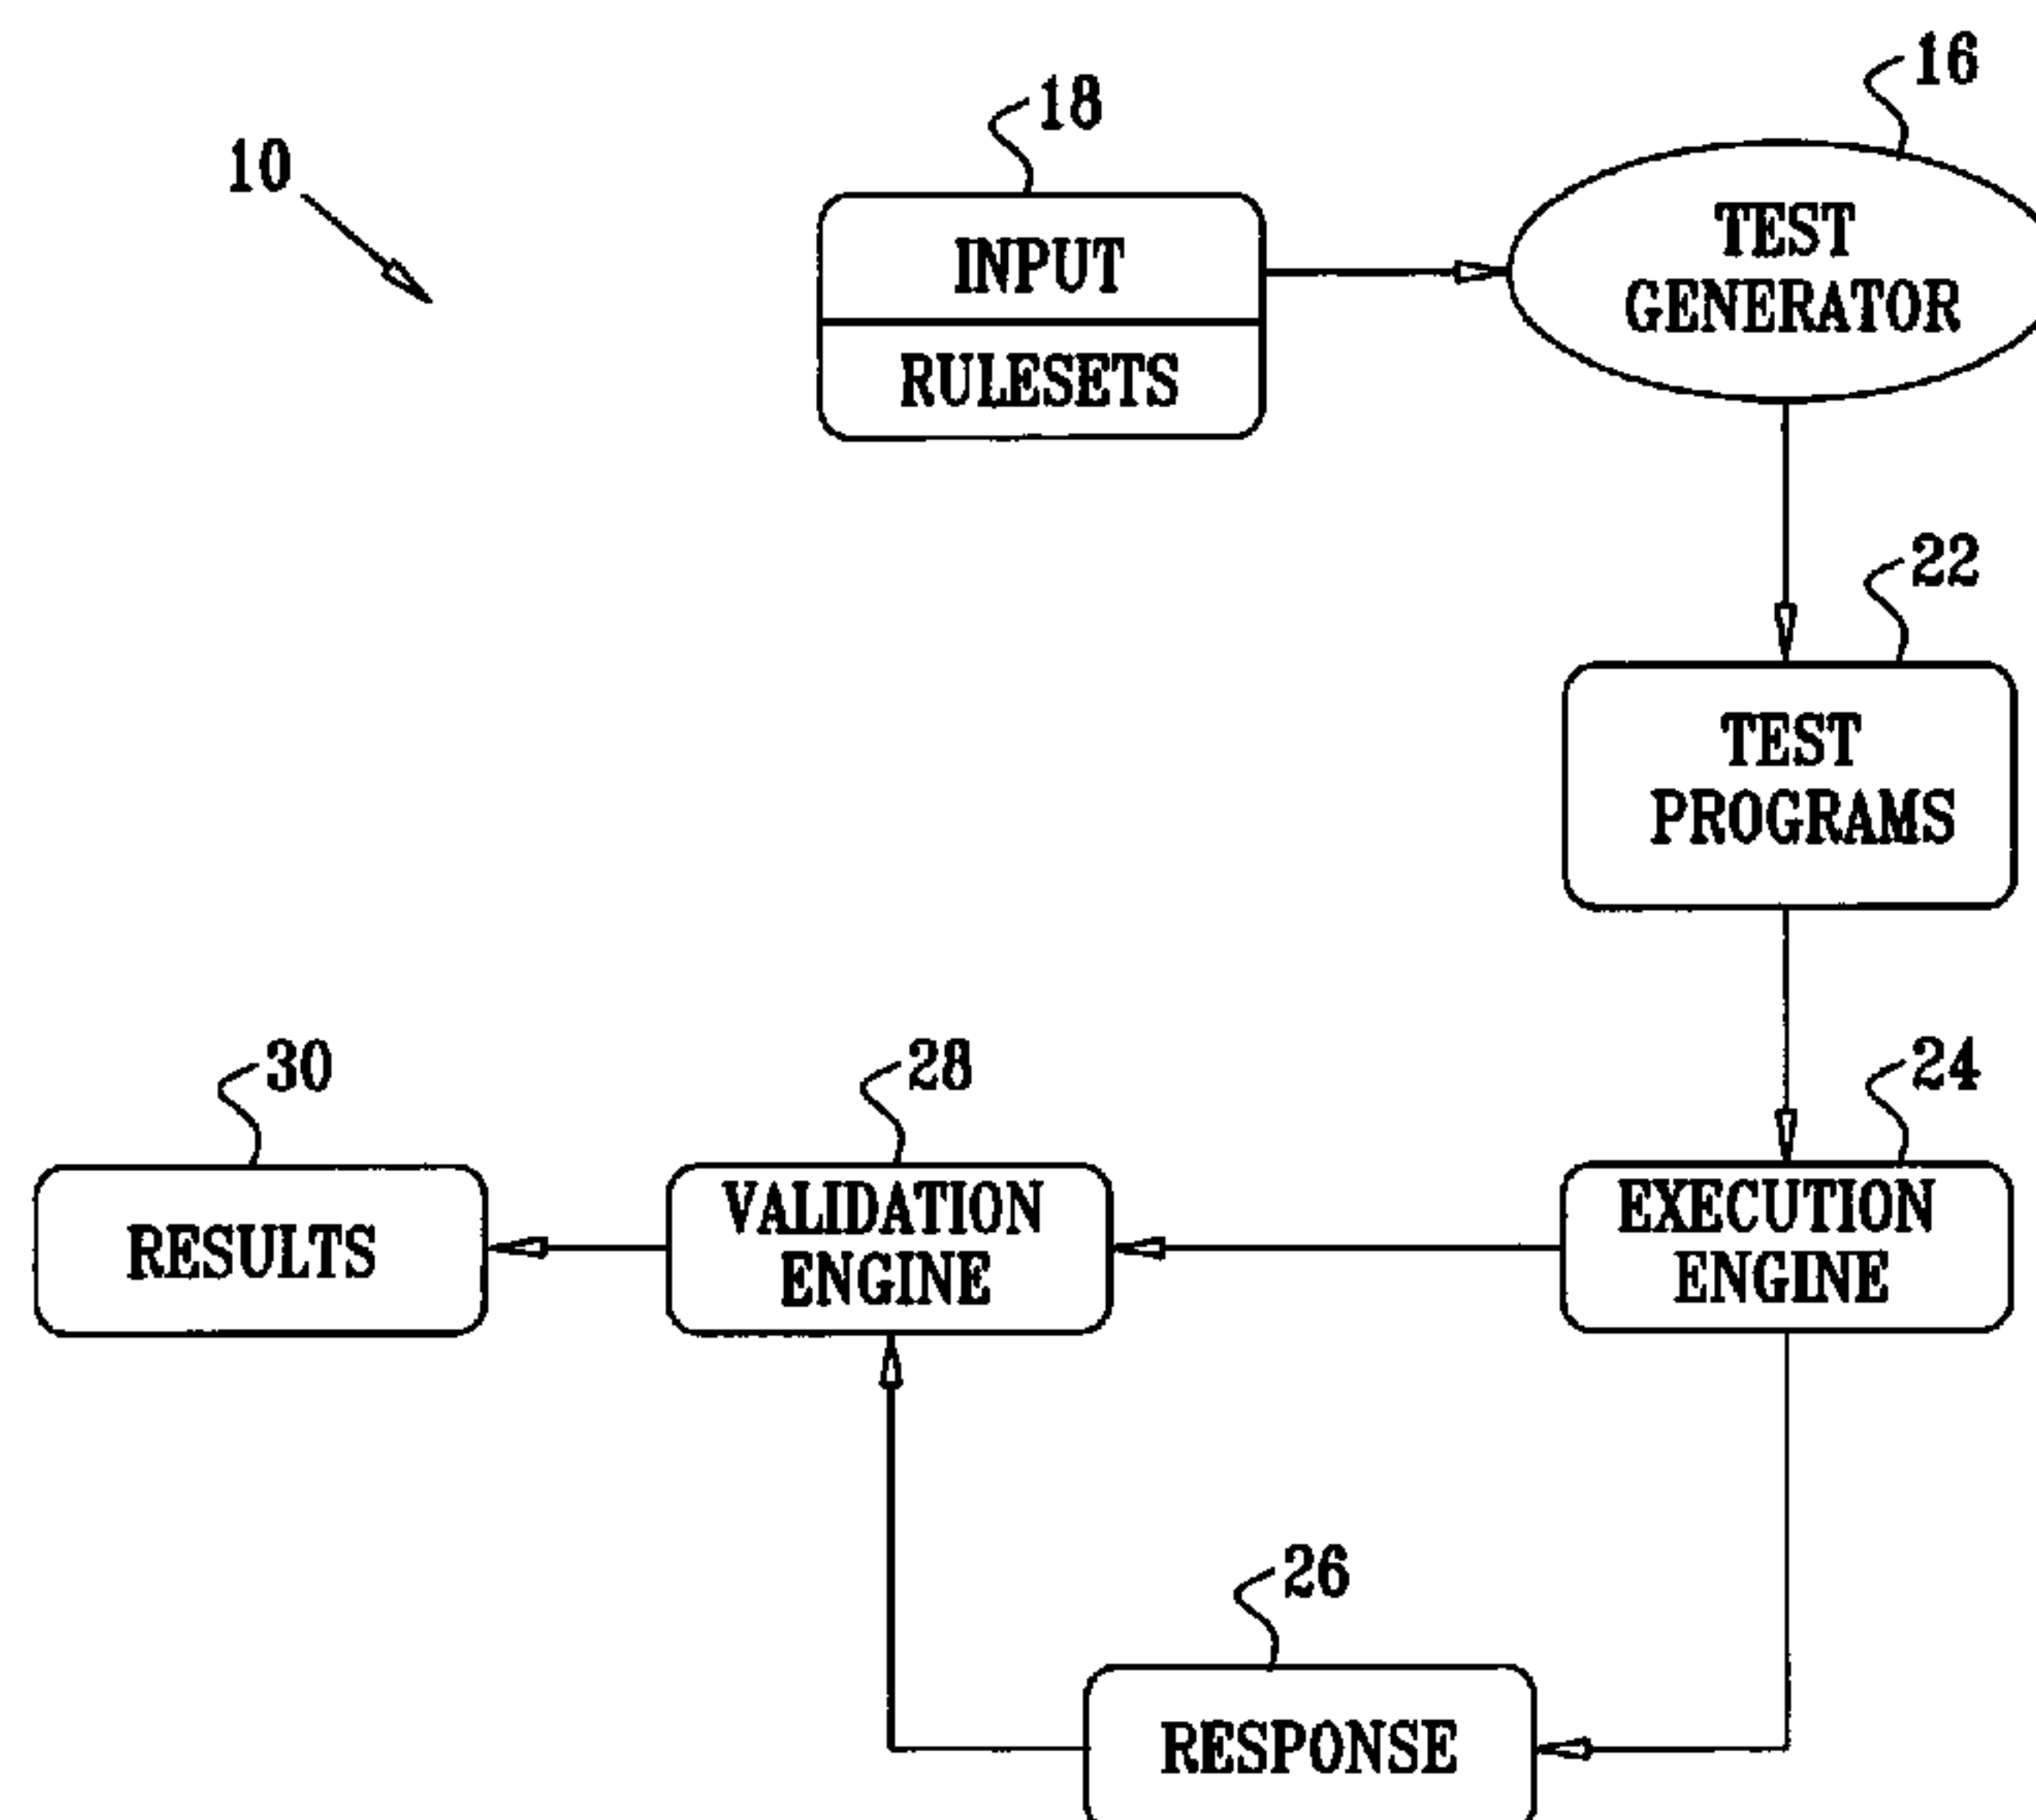 16
18
10
TEST
GENERATOR
INPUT
RULESETS
22
TEST
PROGRAMS
30
28
24
RESULTS
VALIDATION
ENGINE
EXECUTION
ENGINE
26
RESPONSE